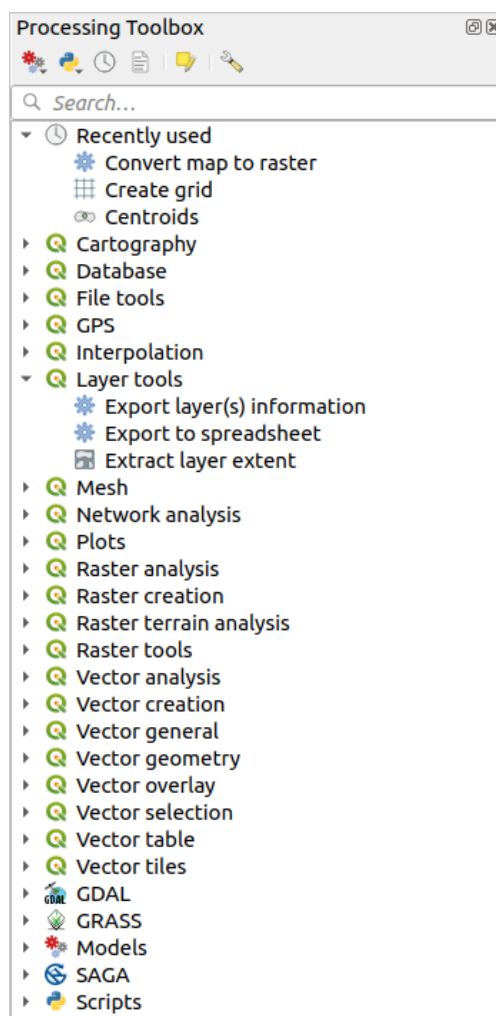 Processing Toolbox
Search...
Recently used
Convert map to raster
Create grid
Centroids
Cartography
Database
File tools
GPS
Interpolation
Layer tools
Export layer(s) information
Export to spreadsheet
Extract layer extent
Mesh
Network analysis
Plots
Raster analysis
Raster creation
Raster terrain analysis
Raster tools
Vector analysis
Vector creation
Vector general
Vector geometry
Vector overlay
Vector selection
Vector table
Vector tiles
GDAL GDAL
GRASS
Models
SAGA
Scripts